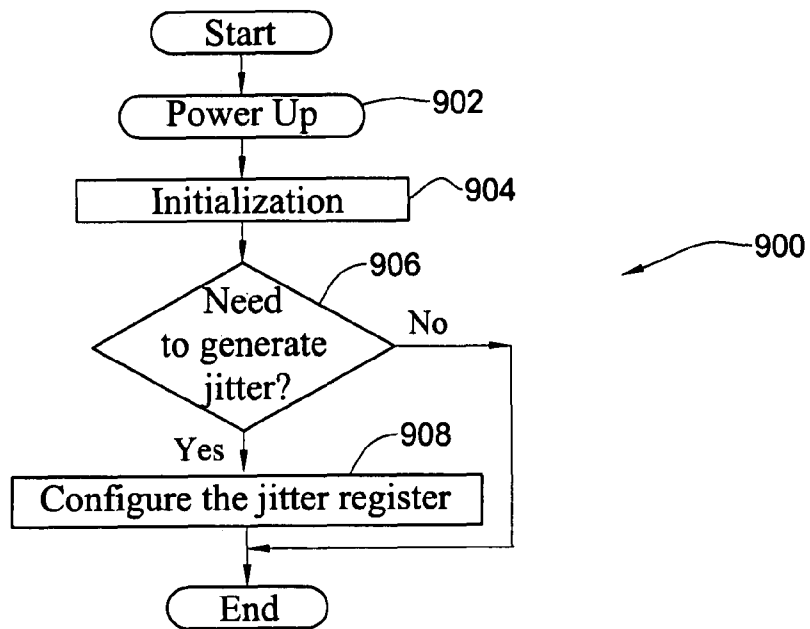 Start
Power Up
902
Initialization
904
900
906
Need
to generate
jitter?
No
Yes
908
Configure the jitter register
End